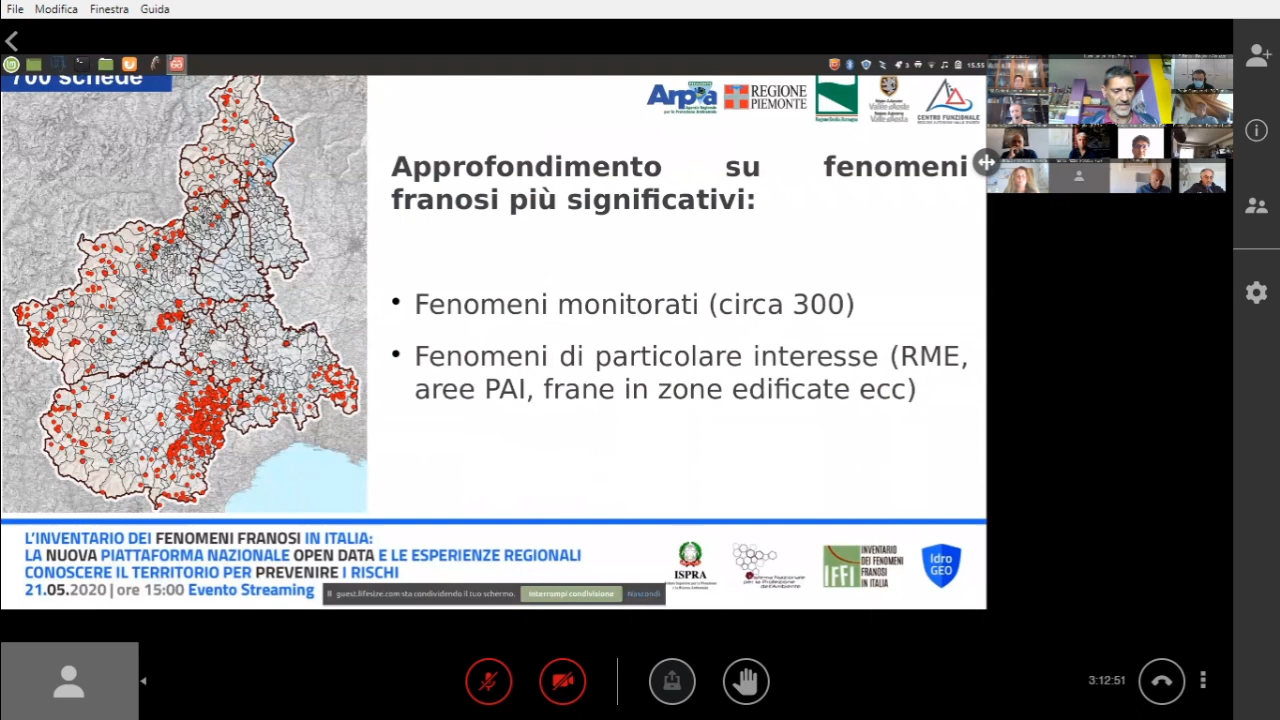 File Modifica Finestra Guida
15.55
700 schede
Arpa
REGIONE
PIEMONTE
CENTRO FUNZIONALE
Approfondimento su fenomeni
franosi più significativi:
• Fenomeni monitorati (circa 300)
• Fenomeni di particolare interesse (RME,
aree PAI, frane in zone edificate ecc)
L'INVENTARIO DEI FENOMENI FRANOSI IN ITALIA:
LA NUOVA PIATTAFORMA NAZIONALE OPEN DATA E LE ESPERIENZE REGIONALI
CONOSCERE IL TERRITORIO PER PREVENIRE I RISCHI
21.05.2020 | ore 15:00 Evento Streaming
ISPRA
IFFI
INVENTARIO
DEI FENOMENI
FRANOSI
IN ITALIA
Idro
GEO
guest.lifesize.com sta condividendo il tuo schermo. Interrompi condivisione Nascondi
3:12:51